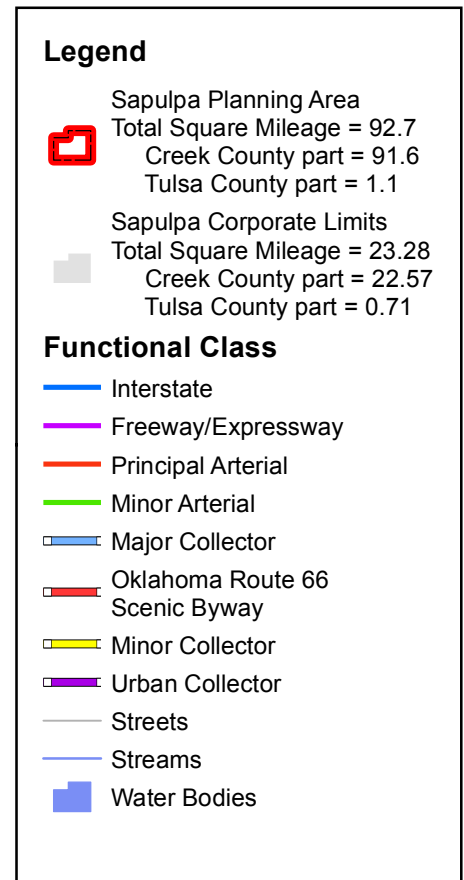 Legend
Sapulpa Planning Area
Total Square Mileage = 92.7
Creek County part = 91.6
Tulsa County part = 1.1
Sapulpa Corporate Limits
Total Square Mileage = 23.28
Creek County part = 22.57
Tulsa County part = 0.71
Functional Class
Interstate
Freeway/Expressway
Principal Arterial
Minor Arterial
Major Collector
Oklahoma Route 66
Scenic Byway
Minor Collector
Urban Collector
Streets
Streams
Water Bodies